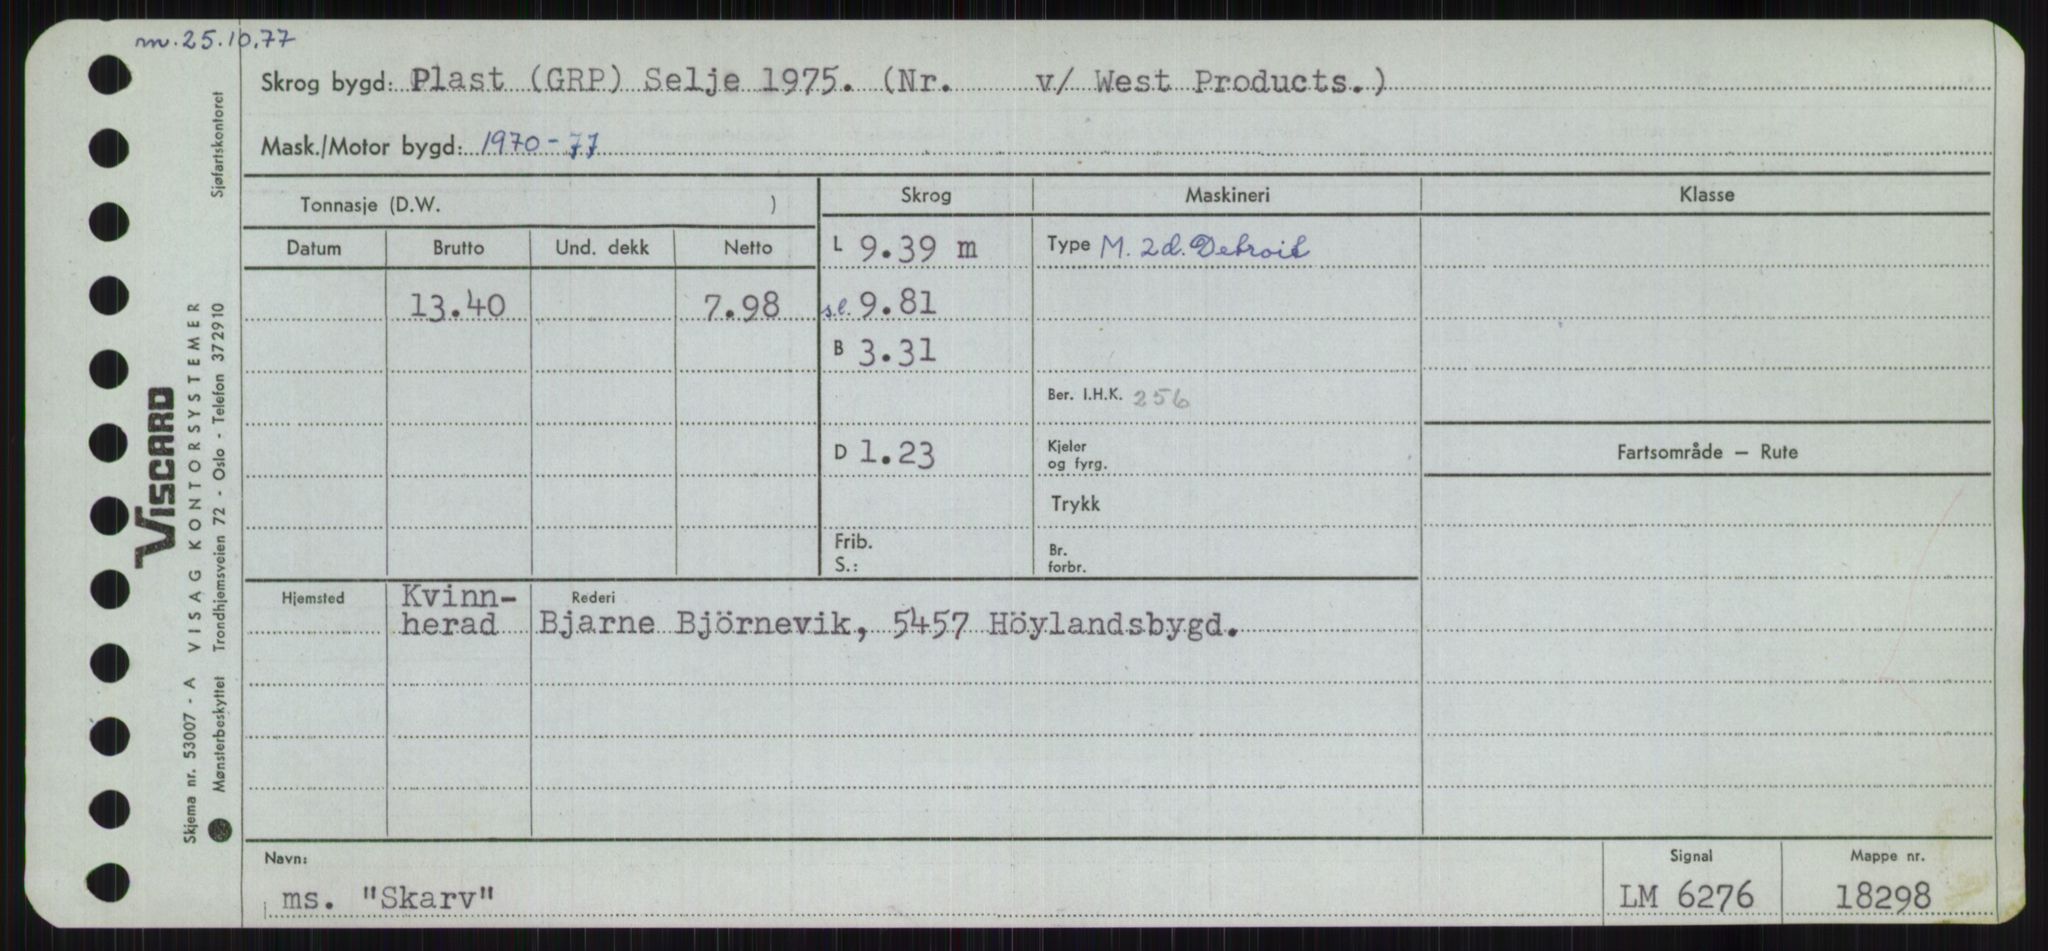 m.25.10.77
Skrog bygd: Plast (GRP) Selje 1975. (Nr. v/ West Products.)
Mask./Motor bygd: 1970-77
Tonnasje (D.W. )
Skrog Maskineri Klasse
Datum Brutto Und. dekk Netto
L 9.39 m Type M. 2d. Detroit
13.40 7.98 s.l. 9.81
B 3.31
Ber. I.H.K. 256
D 1.23 Kjeler
og fyrg.
Fartsområde – Rute
Trykk
Frib.
S.:
Br.
forbr.
Hjemsted Kvinn-
herad
Rederi
Bjarne Björnevik, 5457 Höylandsbygd.
Navn:
ms. "Skarv"
Signal
LM 6276
Mappe nr.
18298
Skjema nr. 53007 - A VISAG KONTORSYSTEMER
Mønsterbeskyttet Trondhjemsveien 72 - Oslo - Telefon 372910 Sjøfartskontoret
VISCARD